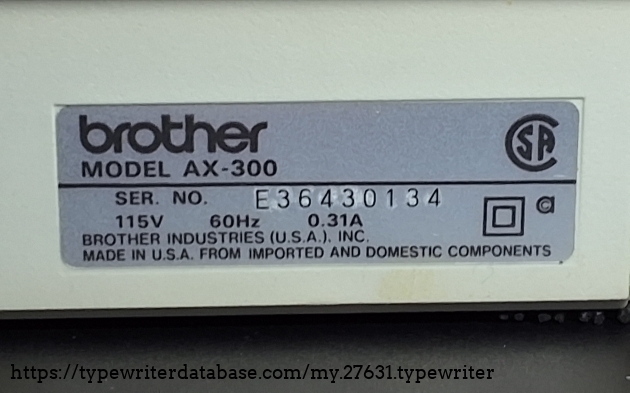 brother
MODEL AX-300
SER. NO. E36430134
115V 60Hz 0.31A
BROTHER INDUSTRIES (U.S.A.). INC.
MADE IN U.S.A. FROM IMPORTED AND DOMESTIC COMPONENTS
SA
https://typewriterdatabase.com/my.27631.typewriter